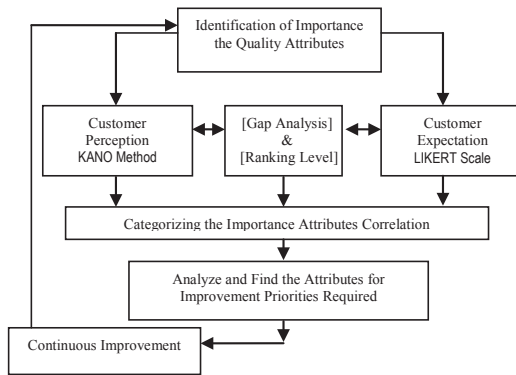 Identification of Importance
the Quality Attributes
Customer
Perception
KANO Method
[Gap Analysis]
&
[Ranking Level]
Customer
Expectation
LIKERT Scale
Categorizing the Importance Attributes Correlation
Analyze and Find the Attributes for
Improvement Priorities Required
Continuous Improvement